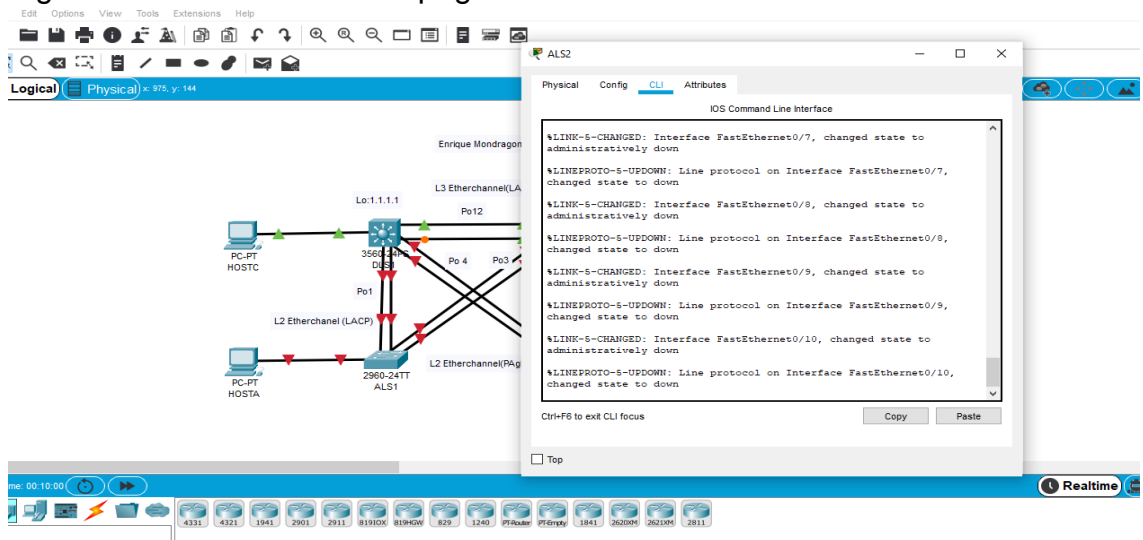 Edit Options View Tools Extensions Help
ALS2
Logical Physical x: 975, y: 144
Physical Config CLI Attributes
IOS Command Line Interface
%LINK-5-CHANGED: Interface FastEthernet0/7, changed state to
administratively down
%LINEPROTO-5-UPDOWN: Line protocol on Interface FastEthernet0/7,
changed state to down
%LINK-5-CHANGED: Interface FastEthernet0/8, changed state to
administratively down
%LINEPROTO-5-UPDOWN: Line protocol on Interface FastEthernet0/8,
changed state to down
%LINK-5-CHANGED: Interface FastEthernet0/9, changed state to
administratively down
%LINEPROTO-5-UPDOWN: Line protocol on Interface FastEthernet0/9,
changed state to down
%LINK-5-CHANGED: Interface FastEthernet0/10, changed state to
administratively down
%LINEPROTO-5-UPDOWN: Line protocol on Interface FastEthernet0/10,
changed state to down
Ctrl+F6 to exit CLI focus
Copy Paste
Top
Enrique Mondragon
L3 Etherchannel(LA
Lo:1.1.1.1
Po12
PC-PT
HOSTC
3560-24PS
DLS1
Po 4 Po3
Po1
L2 Etherchanel (LACP)
L2 Etherchannel(PAg
PC-PT
HOSTA
2960-24TT
ALS1
me: 00:10:00
Realtime
4331 4321 1941 2901 2911 819IOX 819HGW 829 1240 PT-Router PT-Empty 1841 2620XM 2621XM 2811